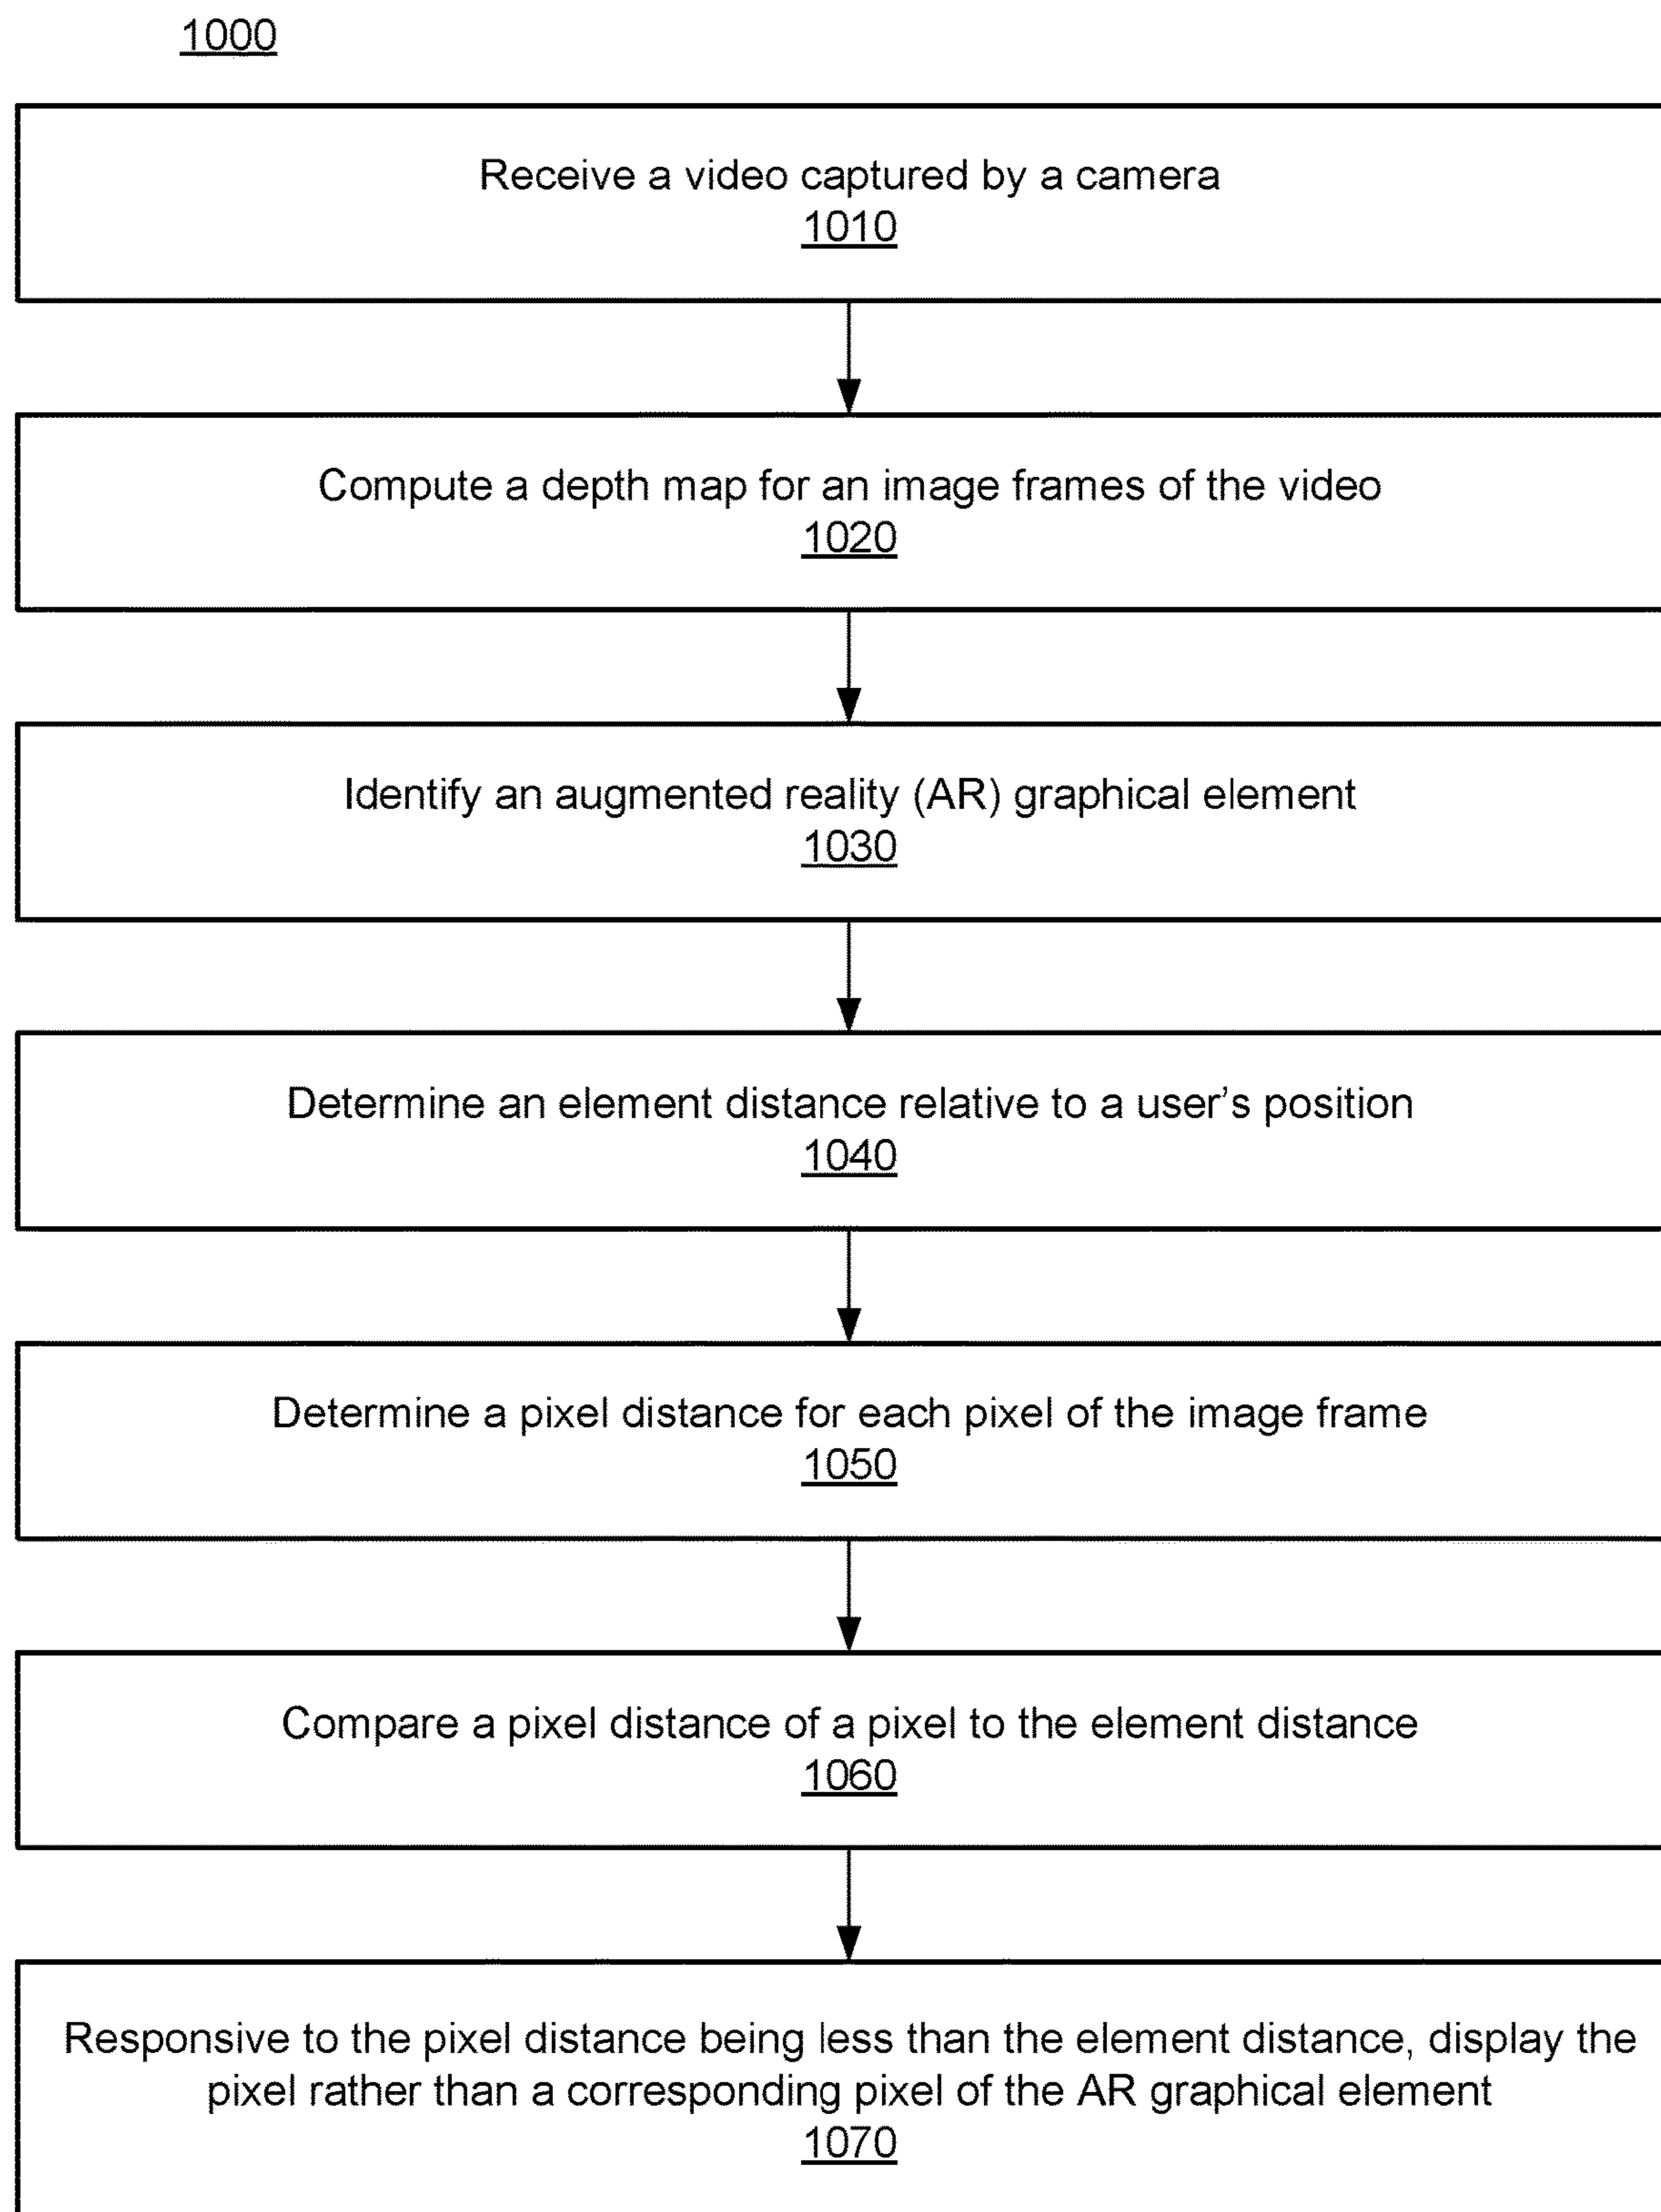 1000
Receive a video captured by a camera
1010
Compute a depth map for an image frames of the video
1020
Identify an augmented reality (AR) graphical element
1030
Determine an element distance relative to a user’s position
1040
Determine a pixel distance for each pixel of the image frame
1050
Compare a pixel distance of a pixel to the element distance
1060
Responsive to the pixel distance being less than the element distance, display the
pixel rather than a corresponding pixel of the AR graphical element
1070